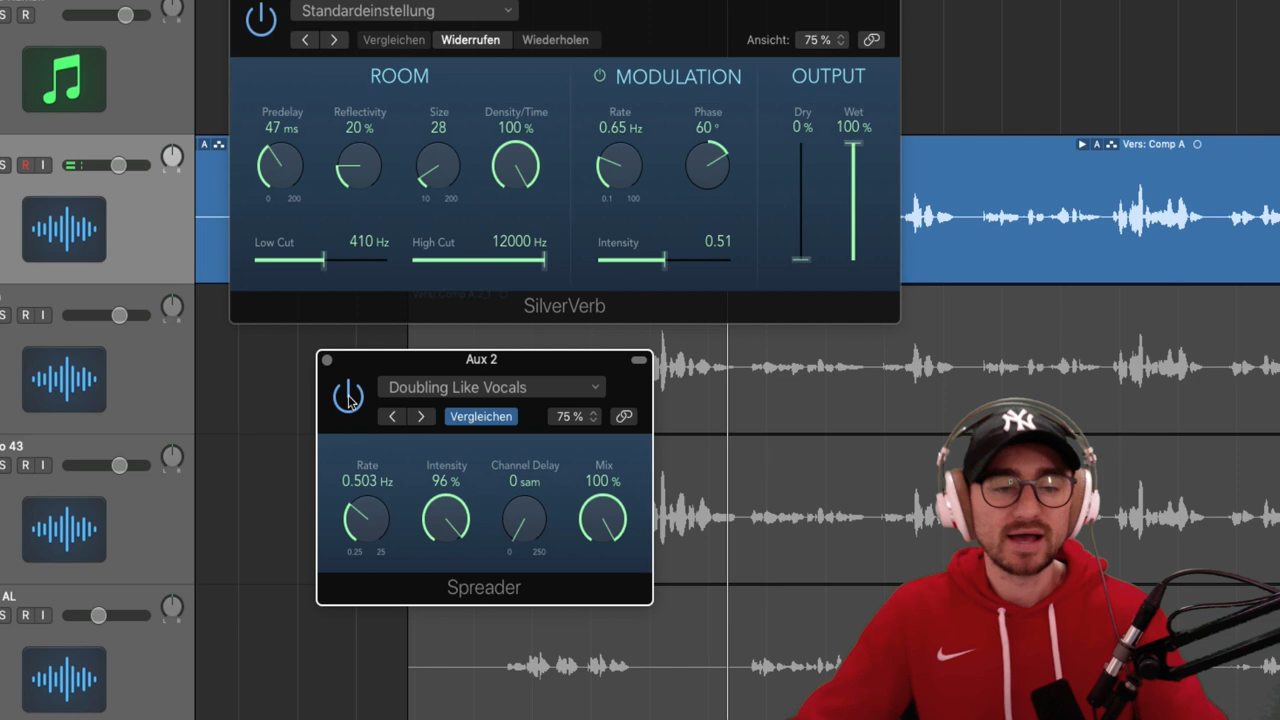 S R
Standardeinstellung
Vergleichen Widerrufen Wiederholen
Ansicht: 75 %
ROOM
MODULATION
OUTPUT
Predelay Reflectivity Size Density/Time
47 ms 20 % 28 100 %
0 200
10 200
Rate Phase
0.65 Hz 60 °
0.1 100
Dry Wet
0 % 100 %
Low Cut 410 Hz
High Cut 12000 Hz
Intensity 0.51
SilverVerb
S R I
A
A Vers: Comp A
S R I
Aux 2
Doubling Like Vocals
Vergleichen 75 %
Rate Intensity Channel Delay Mix
0.503 Hz 96 % 0 sam 100 %
0.25 25
0 250
Spreader
o 43
S R I
AL
S R I
NY